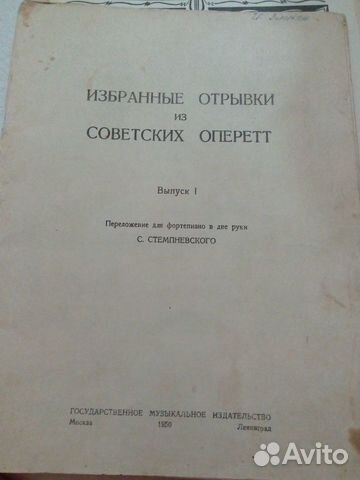 ИЗБРАННЫЕ ОТРЫВКИ
ИЗ
СОВЕТСКИХ ОПЕРЕТТ
Выпуск I
Переложение для фортепиано в две руки
С. СТЕМПНЕВСКОГО
ГОСУДАРСТВЕННОЕ МУЗЫКАЛЬНОЕ ИЗДАТЕЛЬСТВО
Москва 1950 Ленинград
Avito